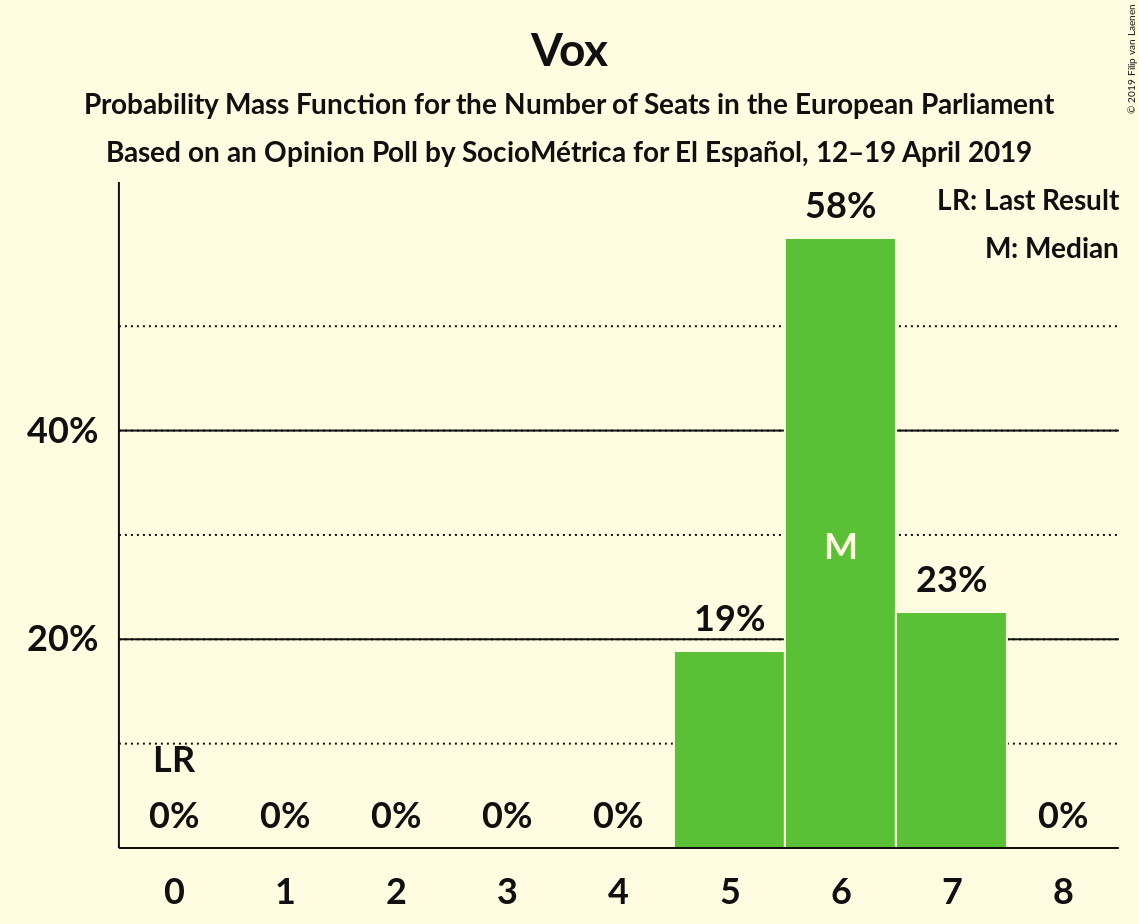 Vox
Probability Mass Function for the Number of Seats in the European Parliament
Based on an Opinion Poll by SocioMétrica for El Español, 12–19 April 2019
© 2019 Filip van Laenen
LR: Last Result
M: Median
58%
40%
M
23%
19%
20%
LR
0% 0% 0% 0% 0% 0%
0 1 2 3 4 5 6 7 8